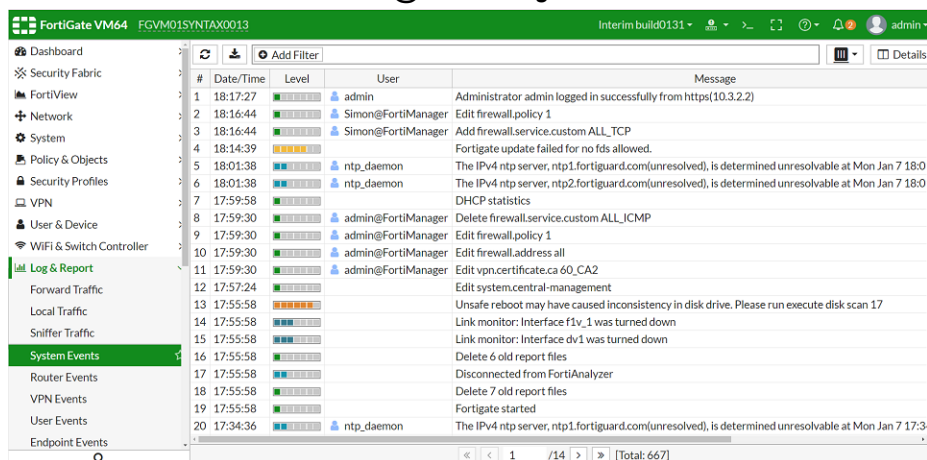 FortiGate VM64 FGVM01SYNTAX0013 Interim build0131 >_ 2 admin
Dashboard
Security Fabric
FortiView
Network
System
Policy & Objects
Security Profiles
VPN
User & Device
WiFi & Switch Controller
Log & Report
Forward Traffic
Local Traffic
Sniffer Traffic
System Events
Router Events
VPN Events
User Events
Endpoint Events
Add Filter Details
# Date/Time Level User Message
1 18:17:27 admin Administrator admin logged in successfully from https(10.3.2.2)
2 18:16:44 Simon@FortiManager Edit firewall.policy 1
3 18:16:44 Simon@FortiManager Add firewall.service.custom ALL_TCP
4 18:14:39 Fortigate update failed for no fds allowed.
5 18:01:38 ntp_daemon The IPv4 ntp server, ntp1.fortiguard.com(unresolved), is determined unresolvable at Mon Jan 7 18:0
6 18:01:38 ntp_daemon The IPv4 ntp server, ntp2.fortiguard.com(unresolved), is determined unresolvable at Mon Jan 7 18:0
7 17:59:58 DHCP statistics
8 17:59:30 admin@FortiManager Delete firewall.service.custom ALL_ICMP
9 17:59:30 admin@FortiManager Edit firewall.policy 1
10 17:59:30 admin@FortiManager Edit firewall.address all
11 17:59:30 admin@FortiManager Edit vpn.certificate.ca 60_CA2
12 17:57:24 Edit system.central-management
13 17:55:58 Unsafe reboot may have caused inconsistency in disk drive. Please run execute disk scan 17
14 17:55:58 Link monitor: Interface f1v_1 was turned down
15 17:55:58 Link monitor: Interface dv1 was turned down
16 17:55:58 Delete 6 old report files
17 17:55:58 Disconnected from FortiAnalyzer
18 17:55:58 Delete 7 old report files
19 17:55:58 Fortigate started
20 17:34:36 ntp_daemon The IPv4 ntp server, ntp1.fortiguard.com(unresolved), is determined unresolvable at Mon Jan 7 17:3
« < 1 /14 > » [Total: 667]